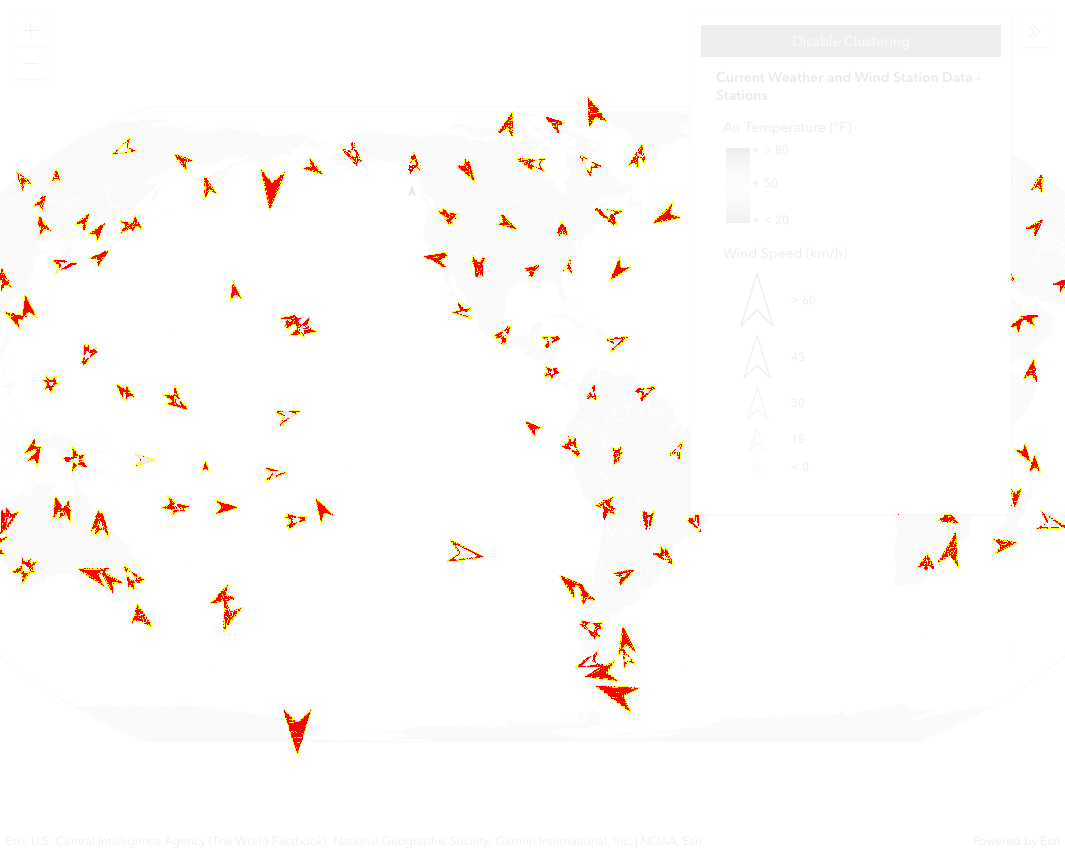 +
Disable Clustering
−
Current Weather and Wind Station Data -
Stations
Air Temperature (°F)
> 80
50
< 20
Wind Speed (km/h)
> 60
45
30
15
< 0
Esri; U.S. Central Intelligence Agency (The World Factbook); National Geographic Society; Garmin International, Inc. | NOAA, Esri
Powered by Esri